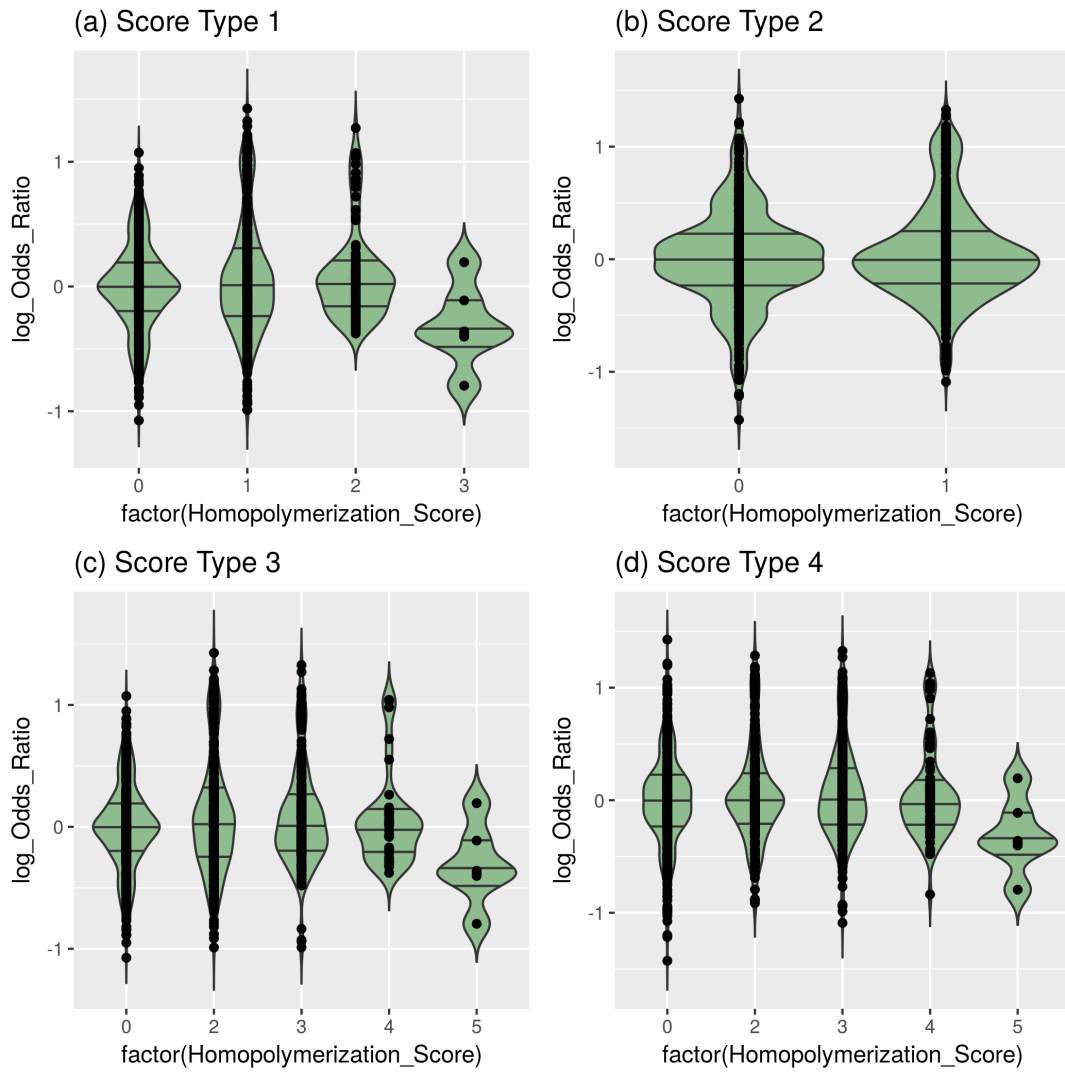 (a) Score Type 1
log_Odds_Ratio
1
0
-1
0 1 2 3
factor(Homopolymerization_Score)
(b) Score Type 2
log_Odds_Ratio
1
0
-1
0 1
factor(Homopolymerization_Score)
(c) Score Type 3
log_Odds_Ratio
1
0
-1
0 2 3 4 5
factor(Homopolymerization_Score)
(d) Score Type 4
log_Odds_Ratio
1
0
-1
0 2 3 4 5
factor(Homopolymerization_Score)